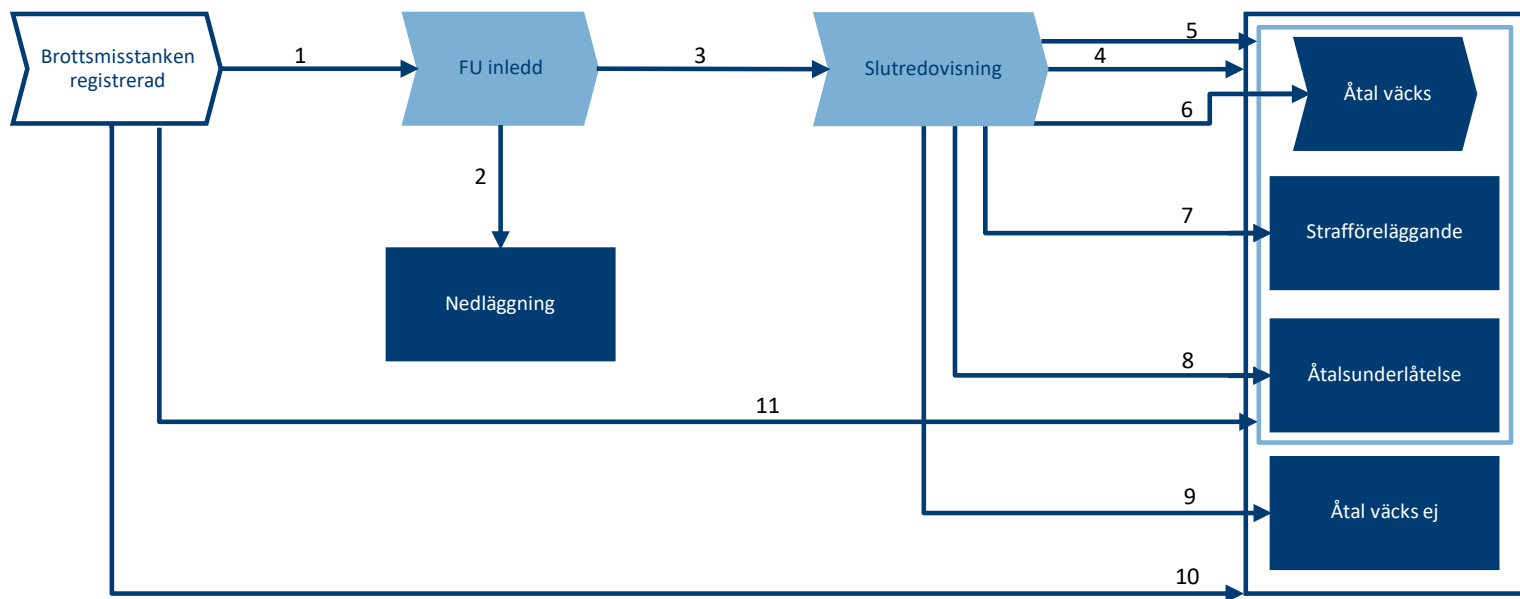 Brottsmisstanken
registrerad
1
FU inledd
3
Slutredovisning
5
4
6
Åtal väcks
2
7
Strafföreläggande
Nedläggning
8
Åtalsunderlåtelse
11
9
Åtal väcks ej
10